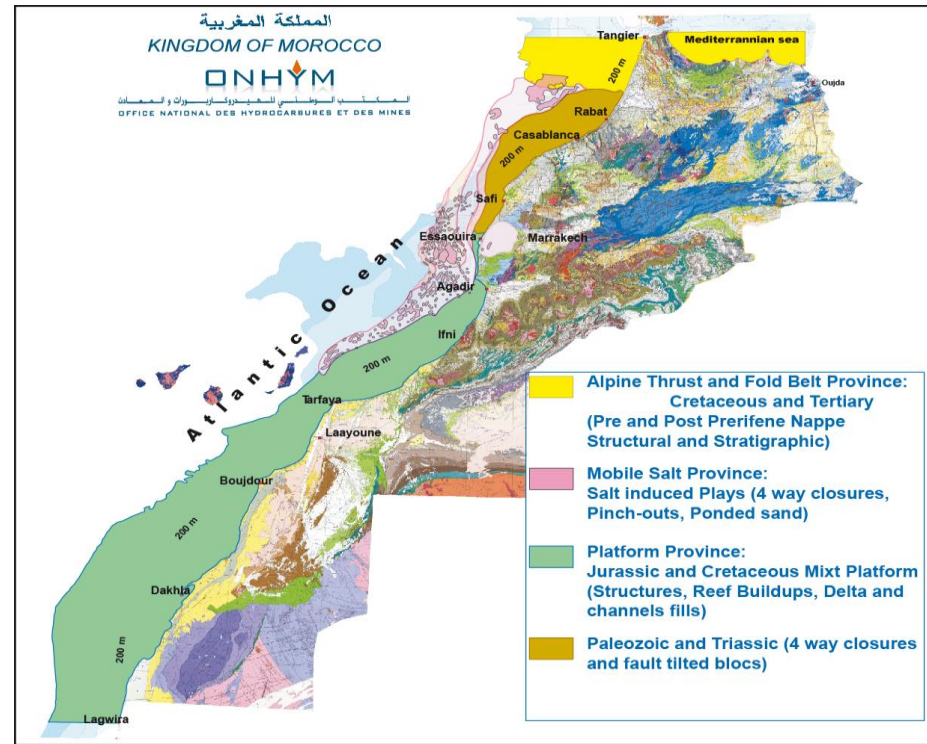 المملكة المغربية
KINGDOM OF MOROCCO
ONHYM
المكتب الوطني للهيدروكاربورات و المعادن
OFFICE NATIONAL DES HYDROCARBURES ET DES MINES
Tangier
Mediterrannian sea
200 m
Oujda
Rabat
Casablanca
200 m
Safi
Essaouira
Marrakech
Agadir
Atlantic Ocean
Ifni
200 m
Tarfaya
Laayoune
Boujdour
200 m
Dakhla
200 m
Lagwira
Alpine Thrust and Fold Belt Province:
Cretaceous and Tertiary
(Pre and Post Prerifene Nappe
Structural and Stratigraphic)
Mobile Salt Province:
Salt induced Plays (4 way closures,
Pinch-outs, Ponded sand)
Platform Province:
Jurassic and Cretaceous Mixt Platform
(Structures, Reef Buildups, Delta and
channels fills)
Paleozoic and Triassic (4 way closures
and fault tilted blocs)